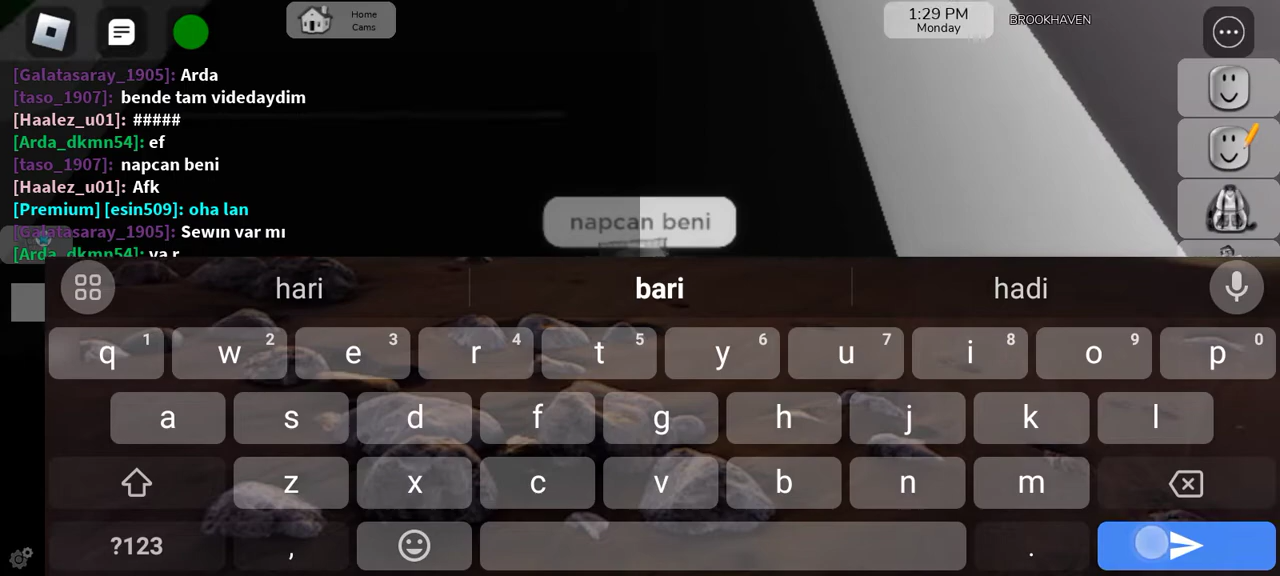 Home
Cams
1:29 PM
Monday
BROOKHAVEN
[Galatasaray_1905]: Arda
[taso_1907]: bende tam videdaydim
[Haalez_u01]: #####
[Arda_dkmn54]: ef
[taso_1907]: napcan beni
[Haalez_u01]: Afk
[Premium] [esin509]: oha lan
[Galatasaray_1905]: Sewın var mı
[Arda_dkmn54]: va r
napcan beni
hari bari hadi
q 1 w 2 e 3 r 4 t 5 y 6 u 7 i 8 o 9 p 0
a s d f g h j k l
z x c v b n m
?123 , .